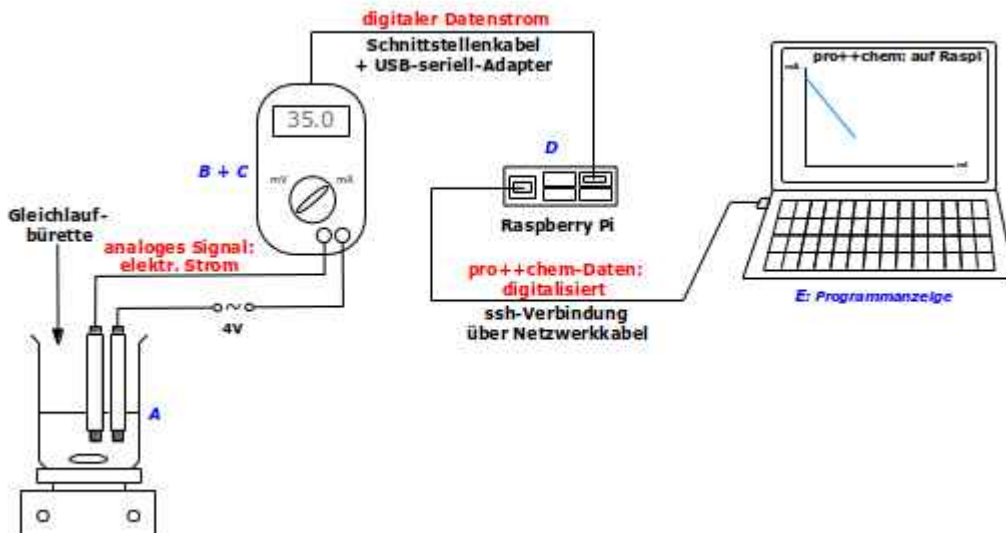 digitaler Datenstrom
Schnittstellenkabel
+ USB-seriell-Adapter
pro++chem: auf Raspi
mA
35.0
B + C
mV
mA
D
Gleichlauf-
bürette
analoges Signal:
elektr. Strom
Raspberry Pi
pro++chem-Daten:
digitalisiert
ssh-Verbindung
über Netzwerkkabel
E: Programmanzeige
~
4V
A